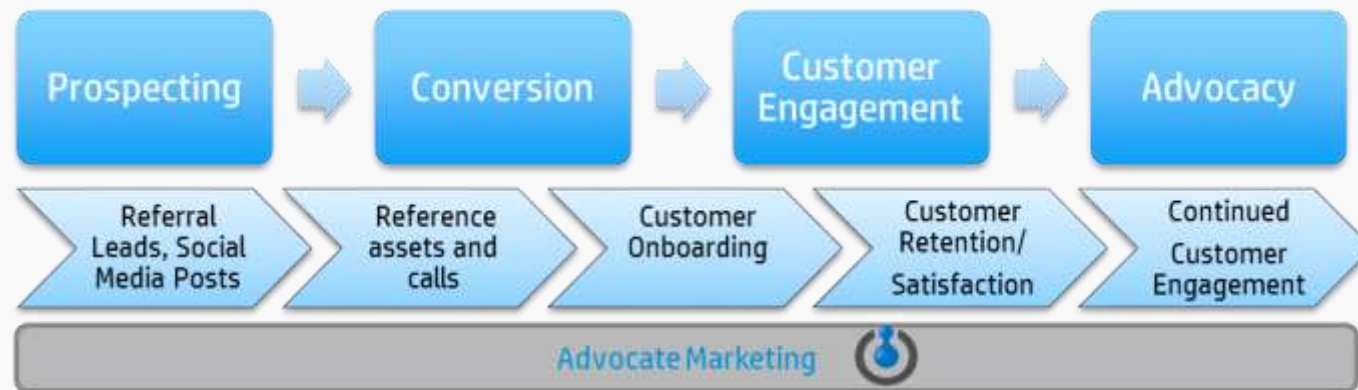 Prospecting
Conversion
Customer
Engagement
Advocacy
Referral
Leads, Social
Media Posts
Reference
assets and
calls
Customer
Onboarding
Customer
Retention/
Satisfaction
Continued
Customer
Engagement
Advocate Marketing